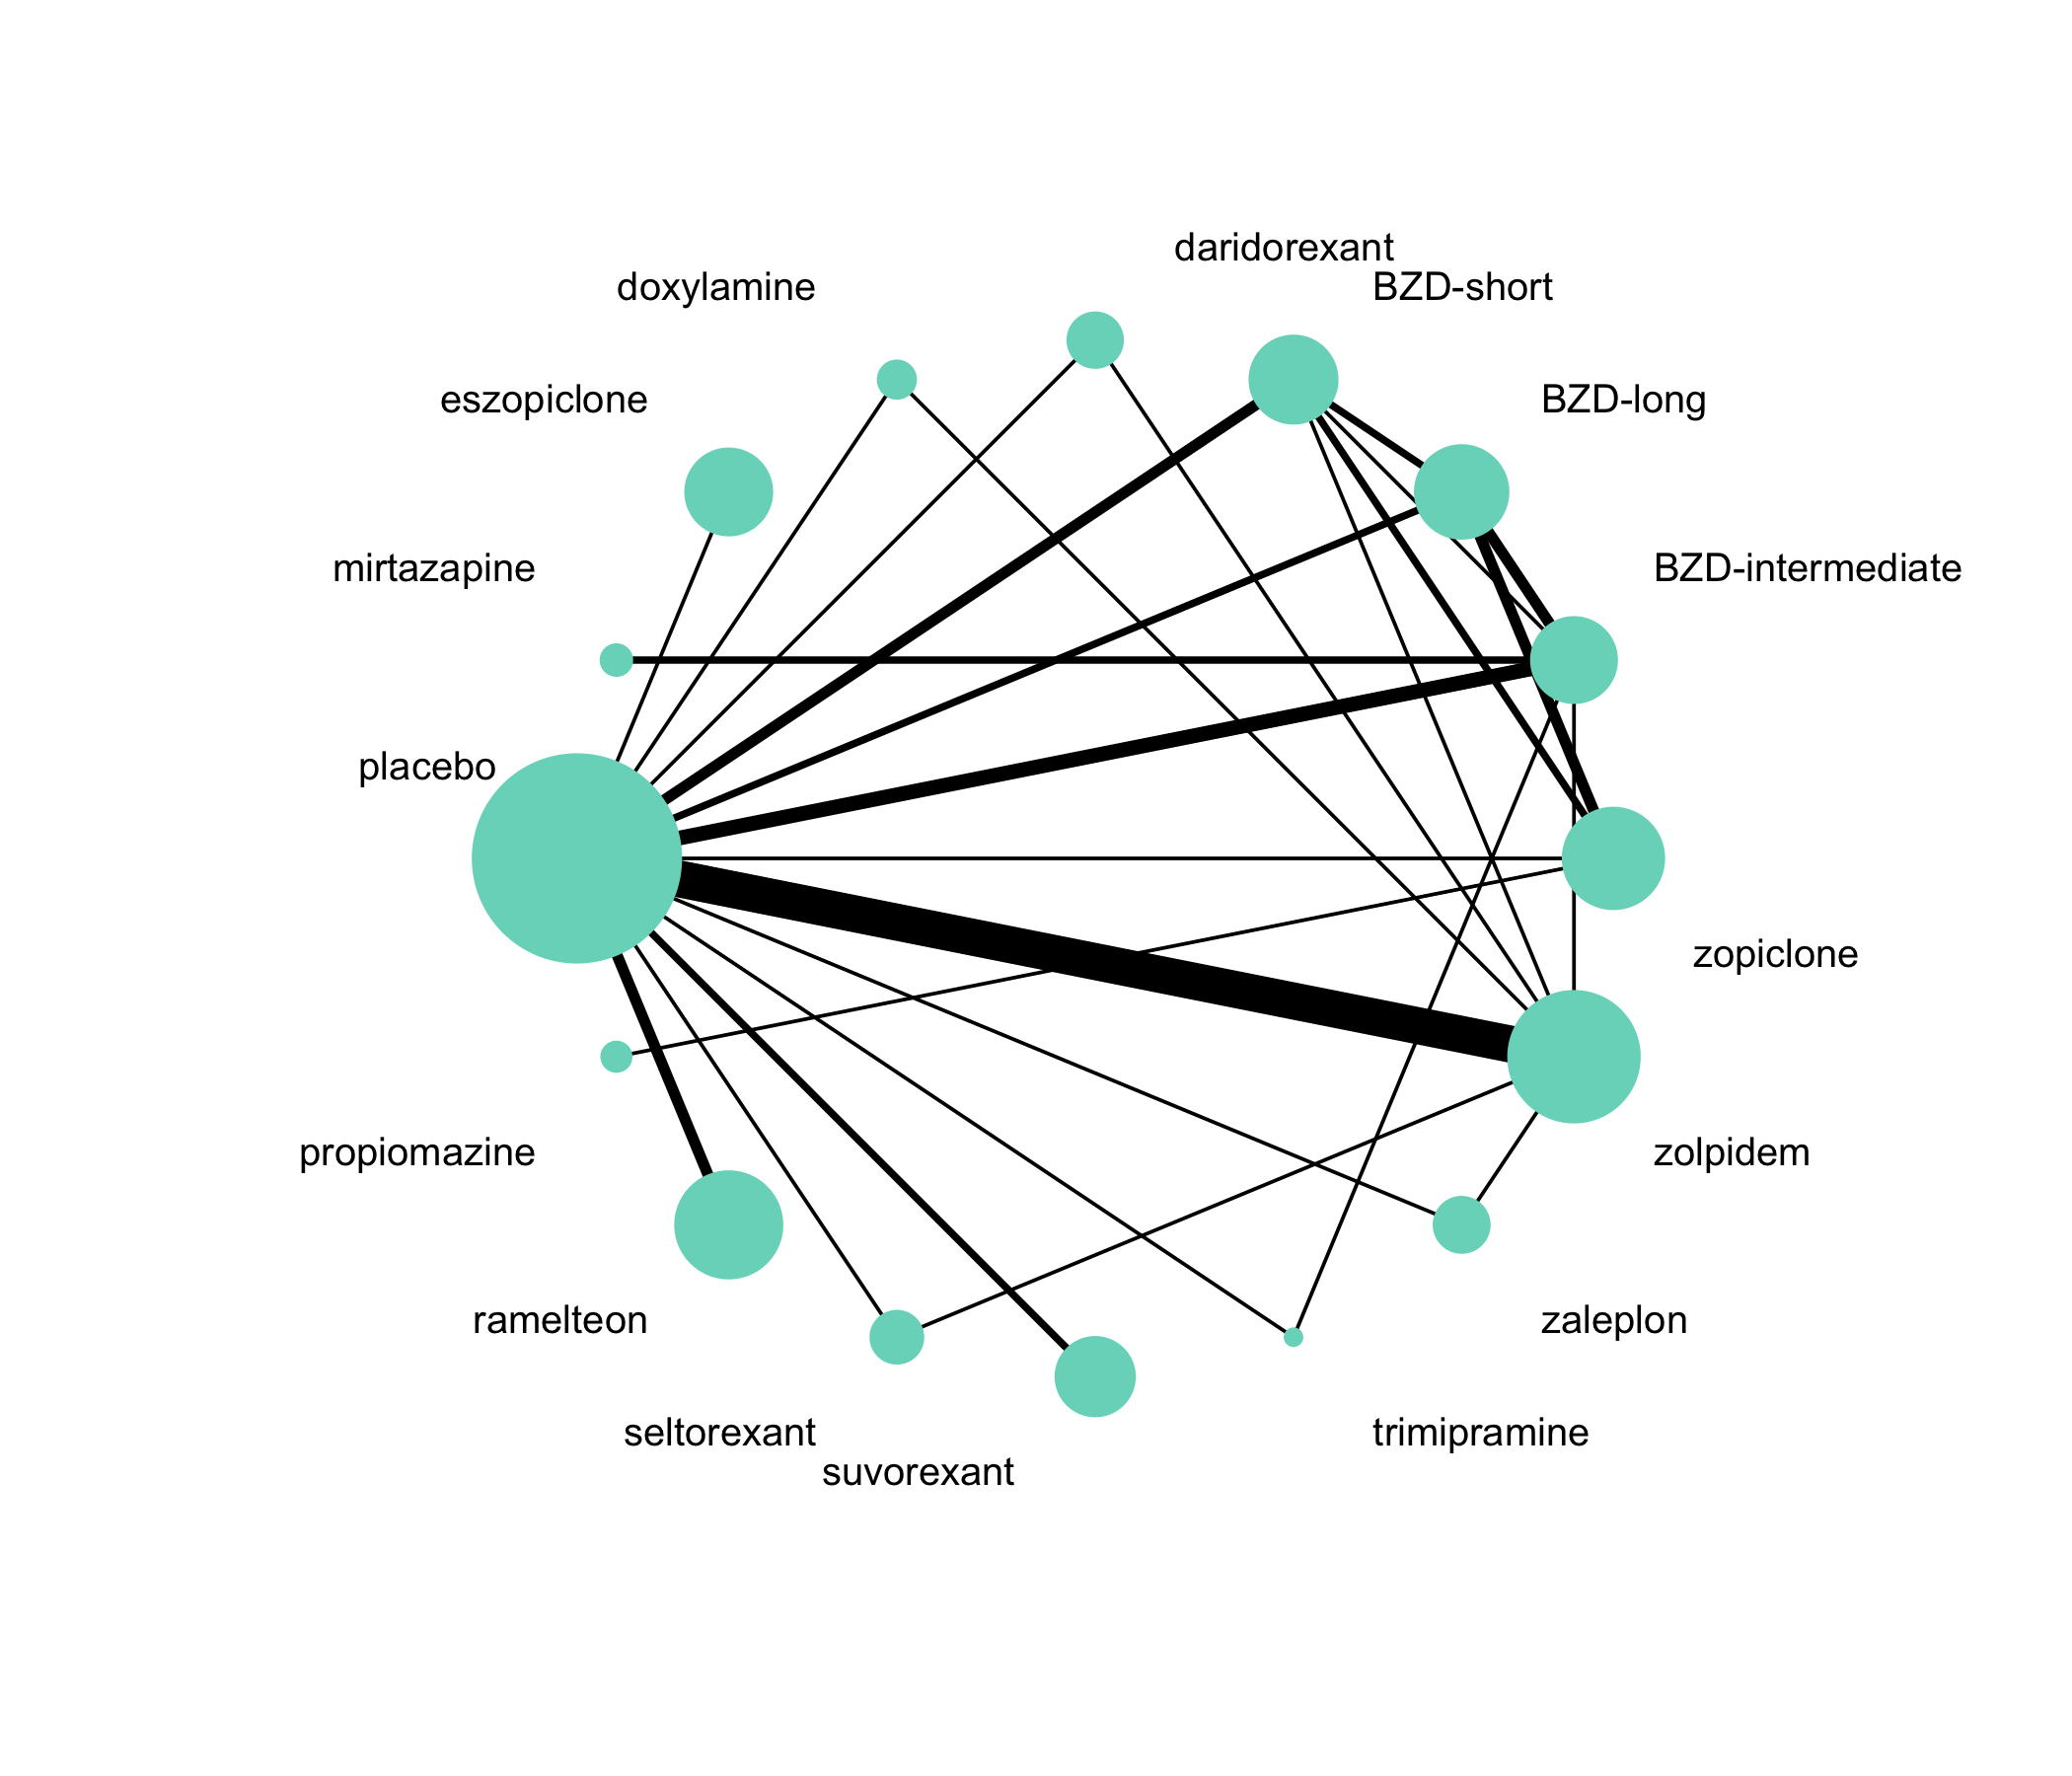 daridorexant
doxylamine
BZD-short
eszopiclone
BZD-long
mirtazapine
BZD-intermediate
placebo
zopiclone
propiomazine
zolpidem
ramelteon
zaleplon
seltorexant
trimipramine
suvorexant